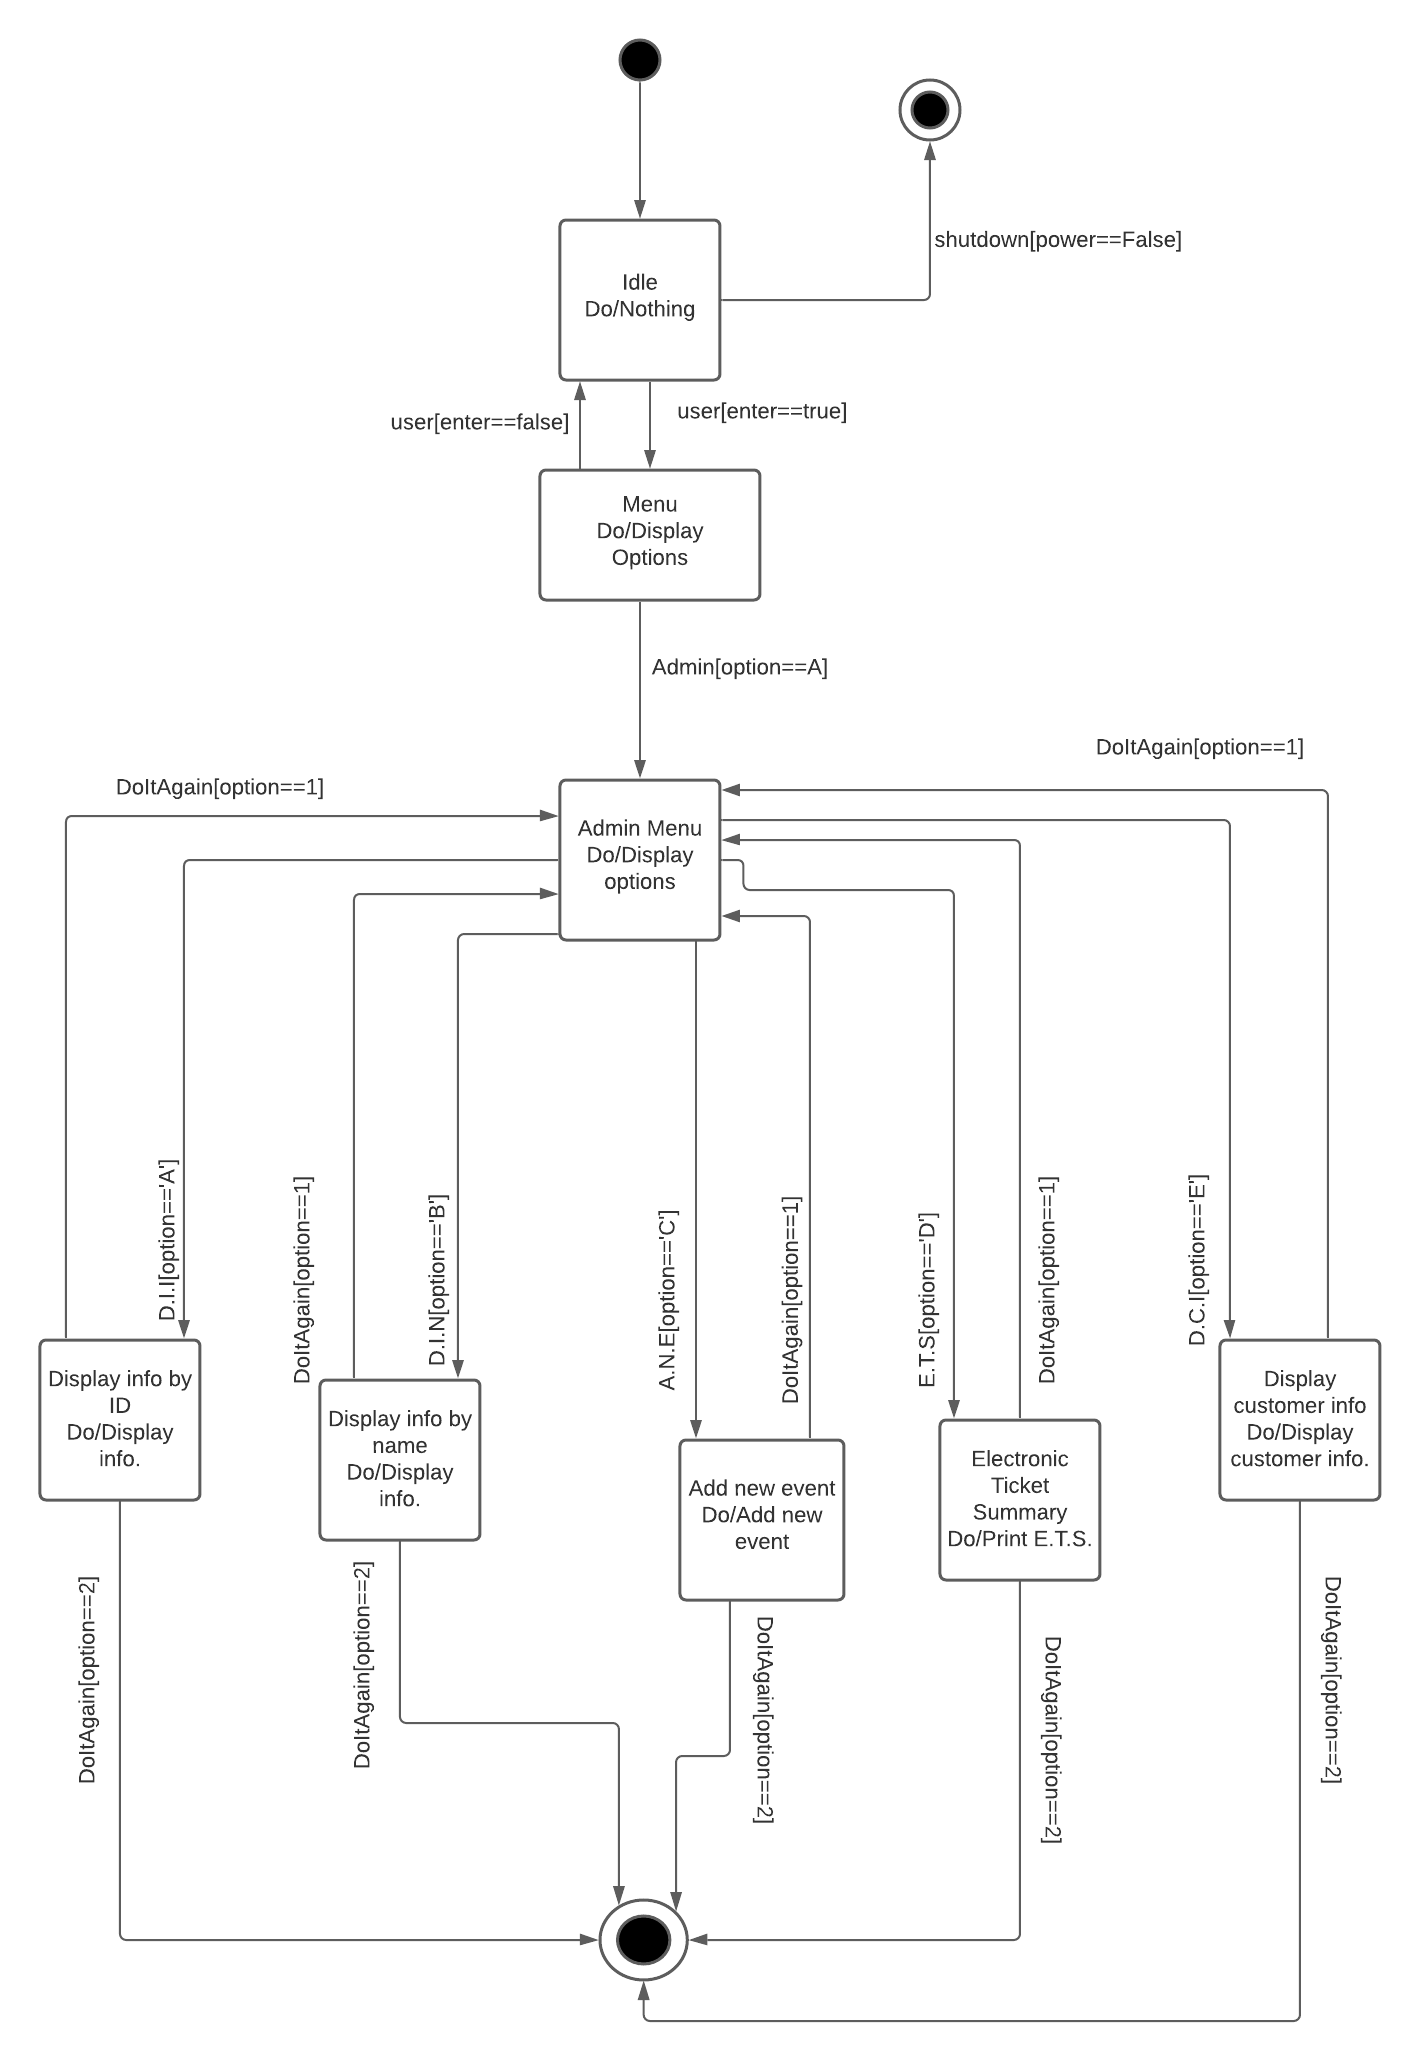 shutdown[power==False]
Idle
Do/Nothing
user[enter==false]
user[enter==true]
Menu
Do/Display
Options
Admin[option==A]
DoItAgain[option==1]
DoItAgain[option==1]
Admin Menu
Do/Display
options
D.I.I[option=='A']
DoItAgain[option==1]
D.I.N[option=='B']
A.N.E[option=='C']
DoItAgain[option==1]
E.T.S[option=='D']
DoItAgain[option==1]
D.C.I[option=='E']
Display info by
ID
Do/Display
info.
Display info by
name
Do/Display
info.
Add new event
Do/Add new
event
Electronic
Ticket
Summary
Do/Print E.T.S.
Display
customer info
Do/Display
customer info.
DoItAgain[option==2]
DoItAgain[option==2]
DoItAgain[option==2]
DoItAgain[option==2]
DoItAgain[option==2]